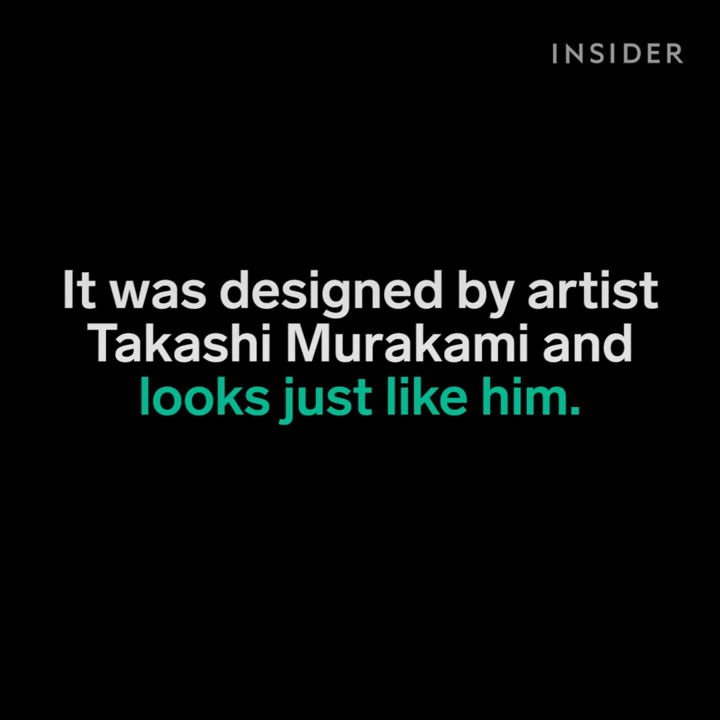 INSIDER
It was designed by artist
Takashi Murakami and
looks just like him.